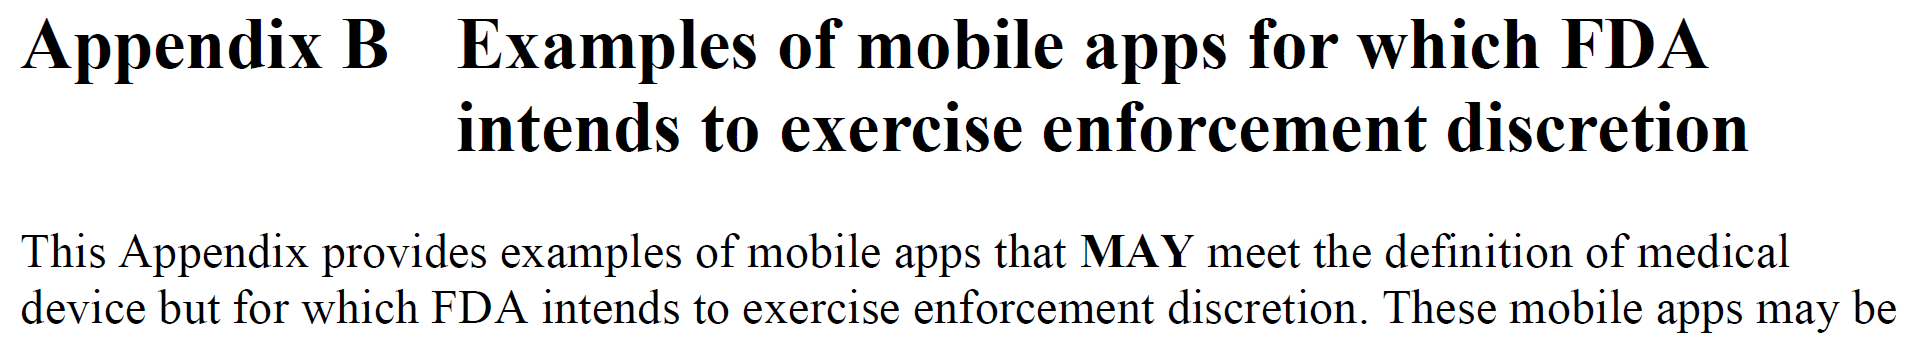 Appendix B Examples of mobile apps for which FDA
intends to exercise enforcement discretion
This Appendix provides examples of mobile apps that MAY meet the definition of medical
device but for which FDA intends to exercise enforcement discretion. These mobile apps may be